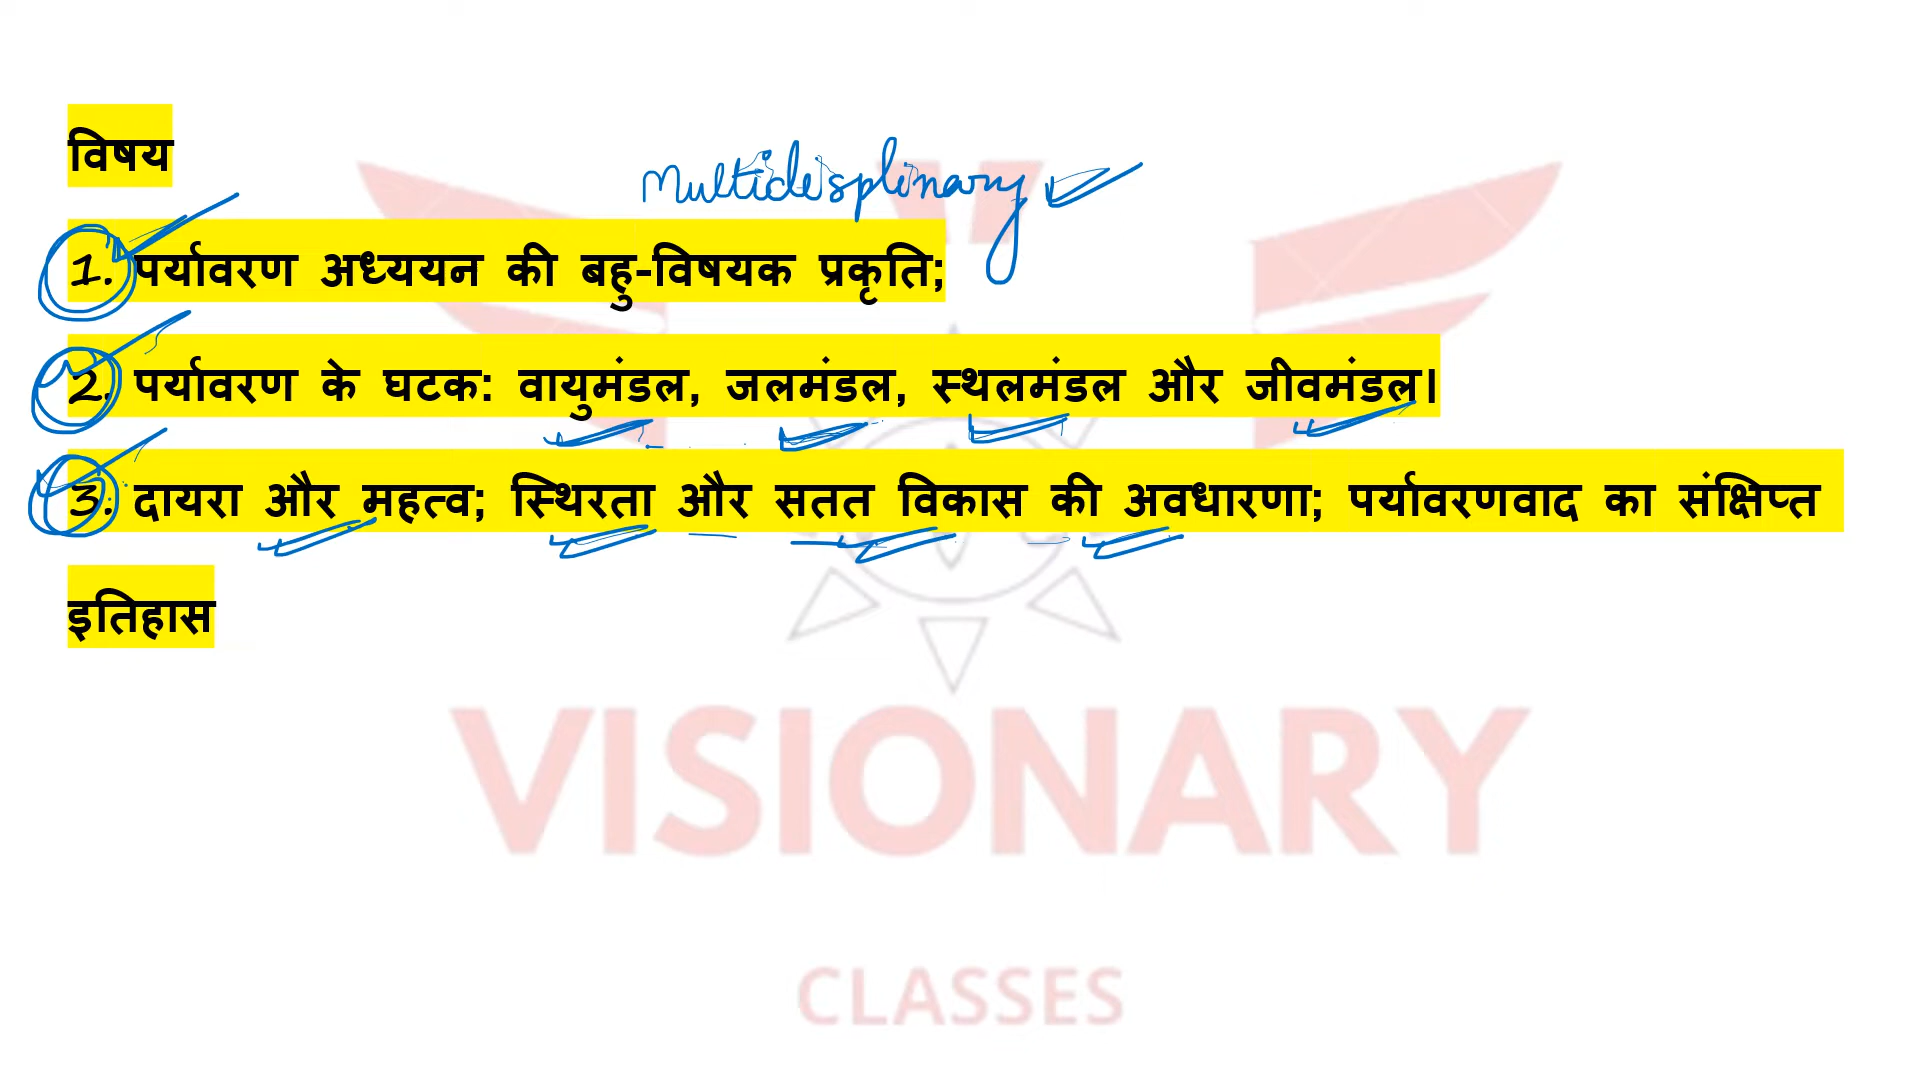 विषय
Multideisplinary
1. पर्यावरण अध्ययन की बहु-विषयक प्रकृति;
2. पर्यावरण के घटक: वायुमंडल, जलमंडल, स्थलमंडल और जीवमंडल।
3. दायरा और महत्व; स्थिरता और सतत विकास की अवधारणा; पर्यावरणवाद का संक्षिप्त
इतिहास
VISIONARY
CLASSES